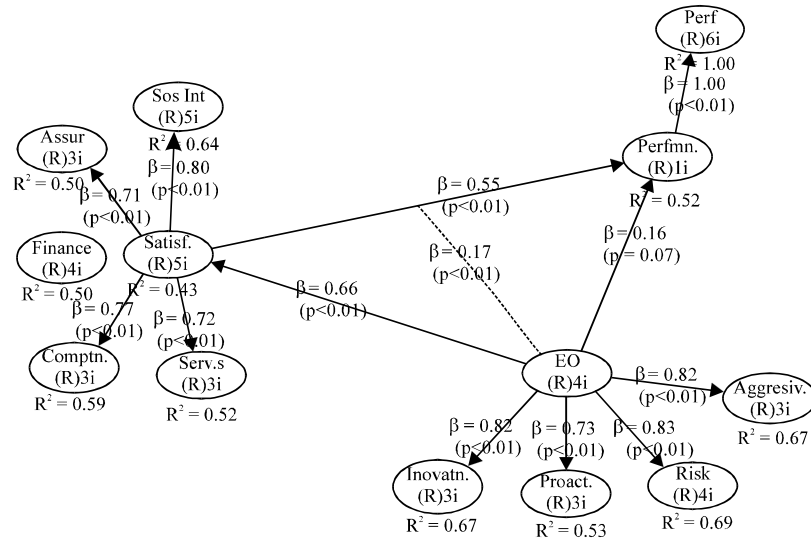 Perf
(R)6i
R² = 1.00
β = 1.00
(p<0.01)
Sos Int
(R)5i
R² = 0.64
β = 0.80
(p<0.01)
Assur
(R)3i
R² = 0.50
β = 0.71
(p<0.01)
Perfmn.
(R)1i
R² = 0.52
β = 0.55
(p<0.01)
Finance
(R)4i
R² = 0.50
Satisf.
(R)5i
R² = 0.43
β = 0.17
(p<0.01)
β = 0.16
(p = 0.07)
β = 0.66
(p<0.01)
β = 0.77
(p<0.01)
β = 0.72
(p<0.01)
Comptn.
(R)3i
R² = 0.59
Serv.s
(R)3i
R² = 0.52
EO
(R)4i
β = 0.82
(p<0.01)
Aggresiv.
(R)3i
R² = 0.67
β = 0.82
(p<0.01)
β = 0.73
(p<0.01)
β = 0.83
(p<0.01)
Inovatn.
(R)3i
R² = 0.67
Proact.
(R)3i
R² = 0.53
Risk
(R)4i
R² = 0.69